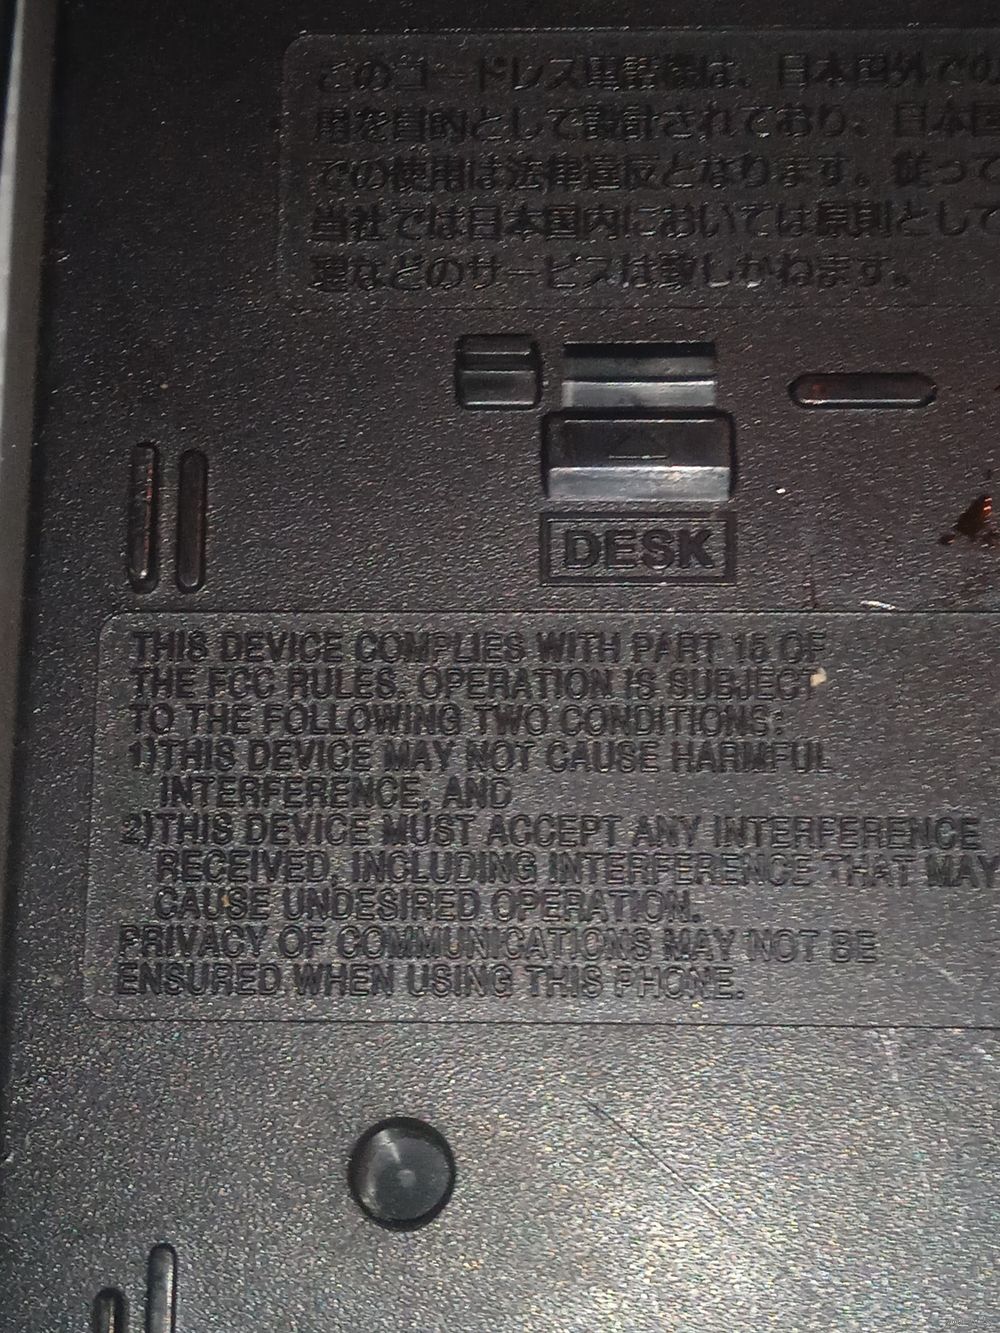 このコードレス電話機は、日本国外での
用を目的として設計されており、日本国
での使用は法律違反となります。従って
当社では日本国内においては原則として
などのサービスは致しかねます。
DESK
THIS DEVICE COMPLIES WITH PART 15 OF
THE FCC RULES. OPERATION IS SUBJECT
TO THE FOLLOWING TWO CONDITIONS:
1)THIS DEVICE MAY NOT CAUSE HARMFUL
INTERFERENCE, AND
2)THIS DEVICE MUST ACCEPT ANY INTERFERENCE
RECEIVED, INCLUDING INTERFERENCE THAT MAY
CAUSE UNDESIRED OPERATION.
PRIVACY OF COMMUNICATIONS MAY NOT BE
ENSURED WHEN USING THIS PHONE.